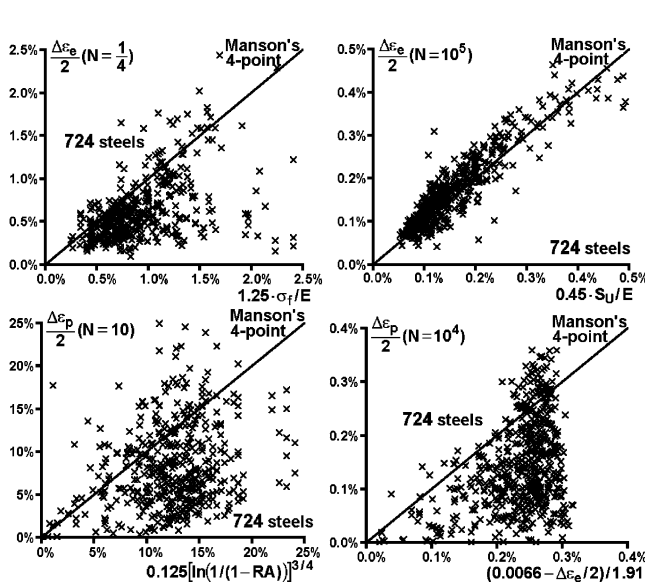 Δεe/2 (N = 1/4)
Manson's
4-point
724 steels
2.5%
2.0%
1.5%
1.0%
0.5%
0.0%
0.0% 0.5% 1.0% 1.5% 2.0% 2.5%
1.25·σf/E
Δεe/2 (N = 10⁵)
Manson's
4-point
0.5%
0.4%
0.3%
0.2%
0.1%
0.0%
724 steels
0.0% 0.1% 0.2% 0.3% 0.4% 0.5%
0.45·SU/E
Δεp/2 (N = 10)
Manson's
4-point
25%
20%
15%
10%
5%
0%
724 steels
0% 5% 10% 15% 20% 25%
0.125[ln(1/(1−RA))]3/4
Δεp/2 (N = 10⁴)
Manson's
4-point
0.4%
0.3%
724 steels
0.2%
0.1%
0.0%
0.0% 0.1% 0.2% 0.3% 0.4%
(0.0066−Δεe/2)/1.91